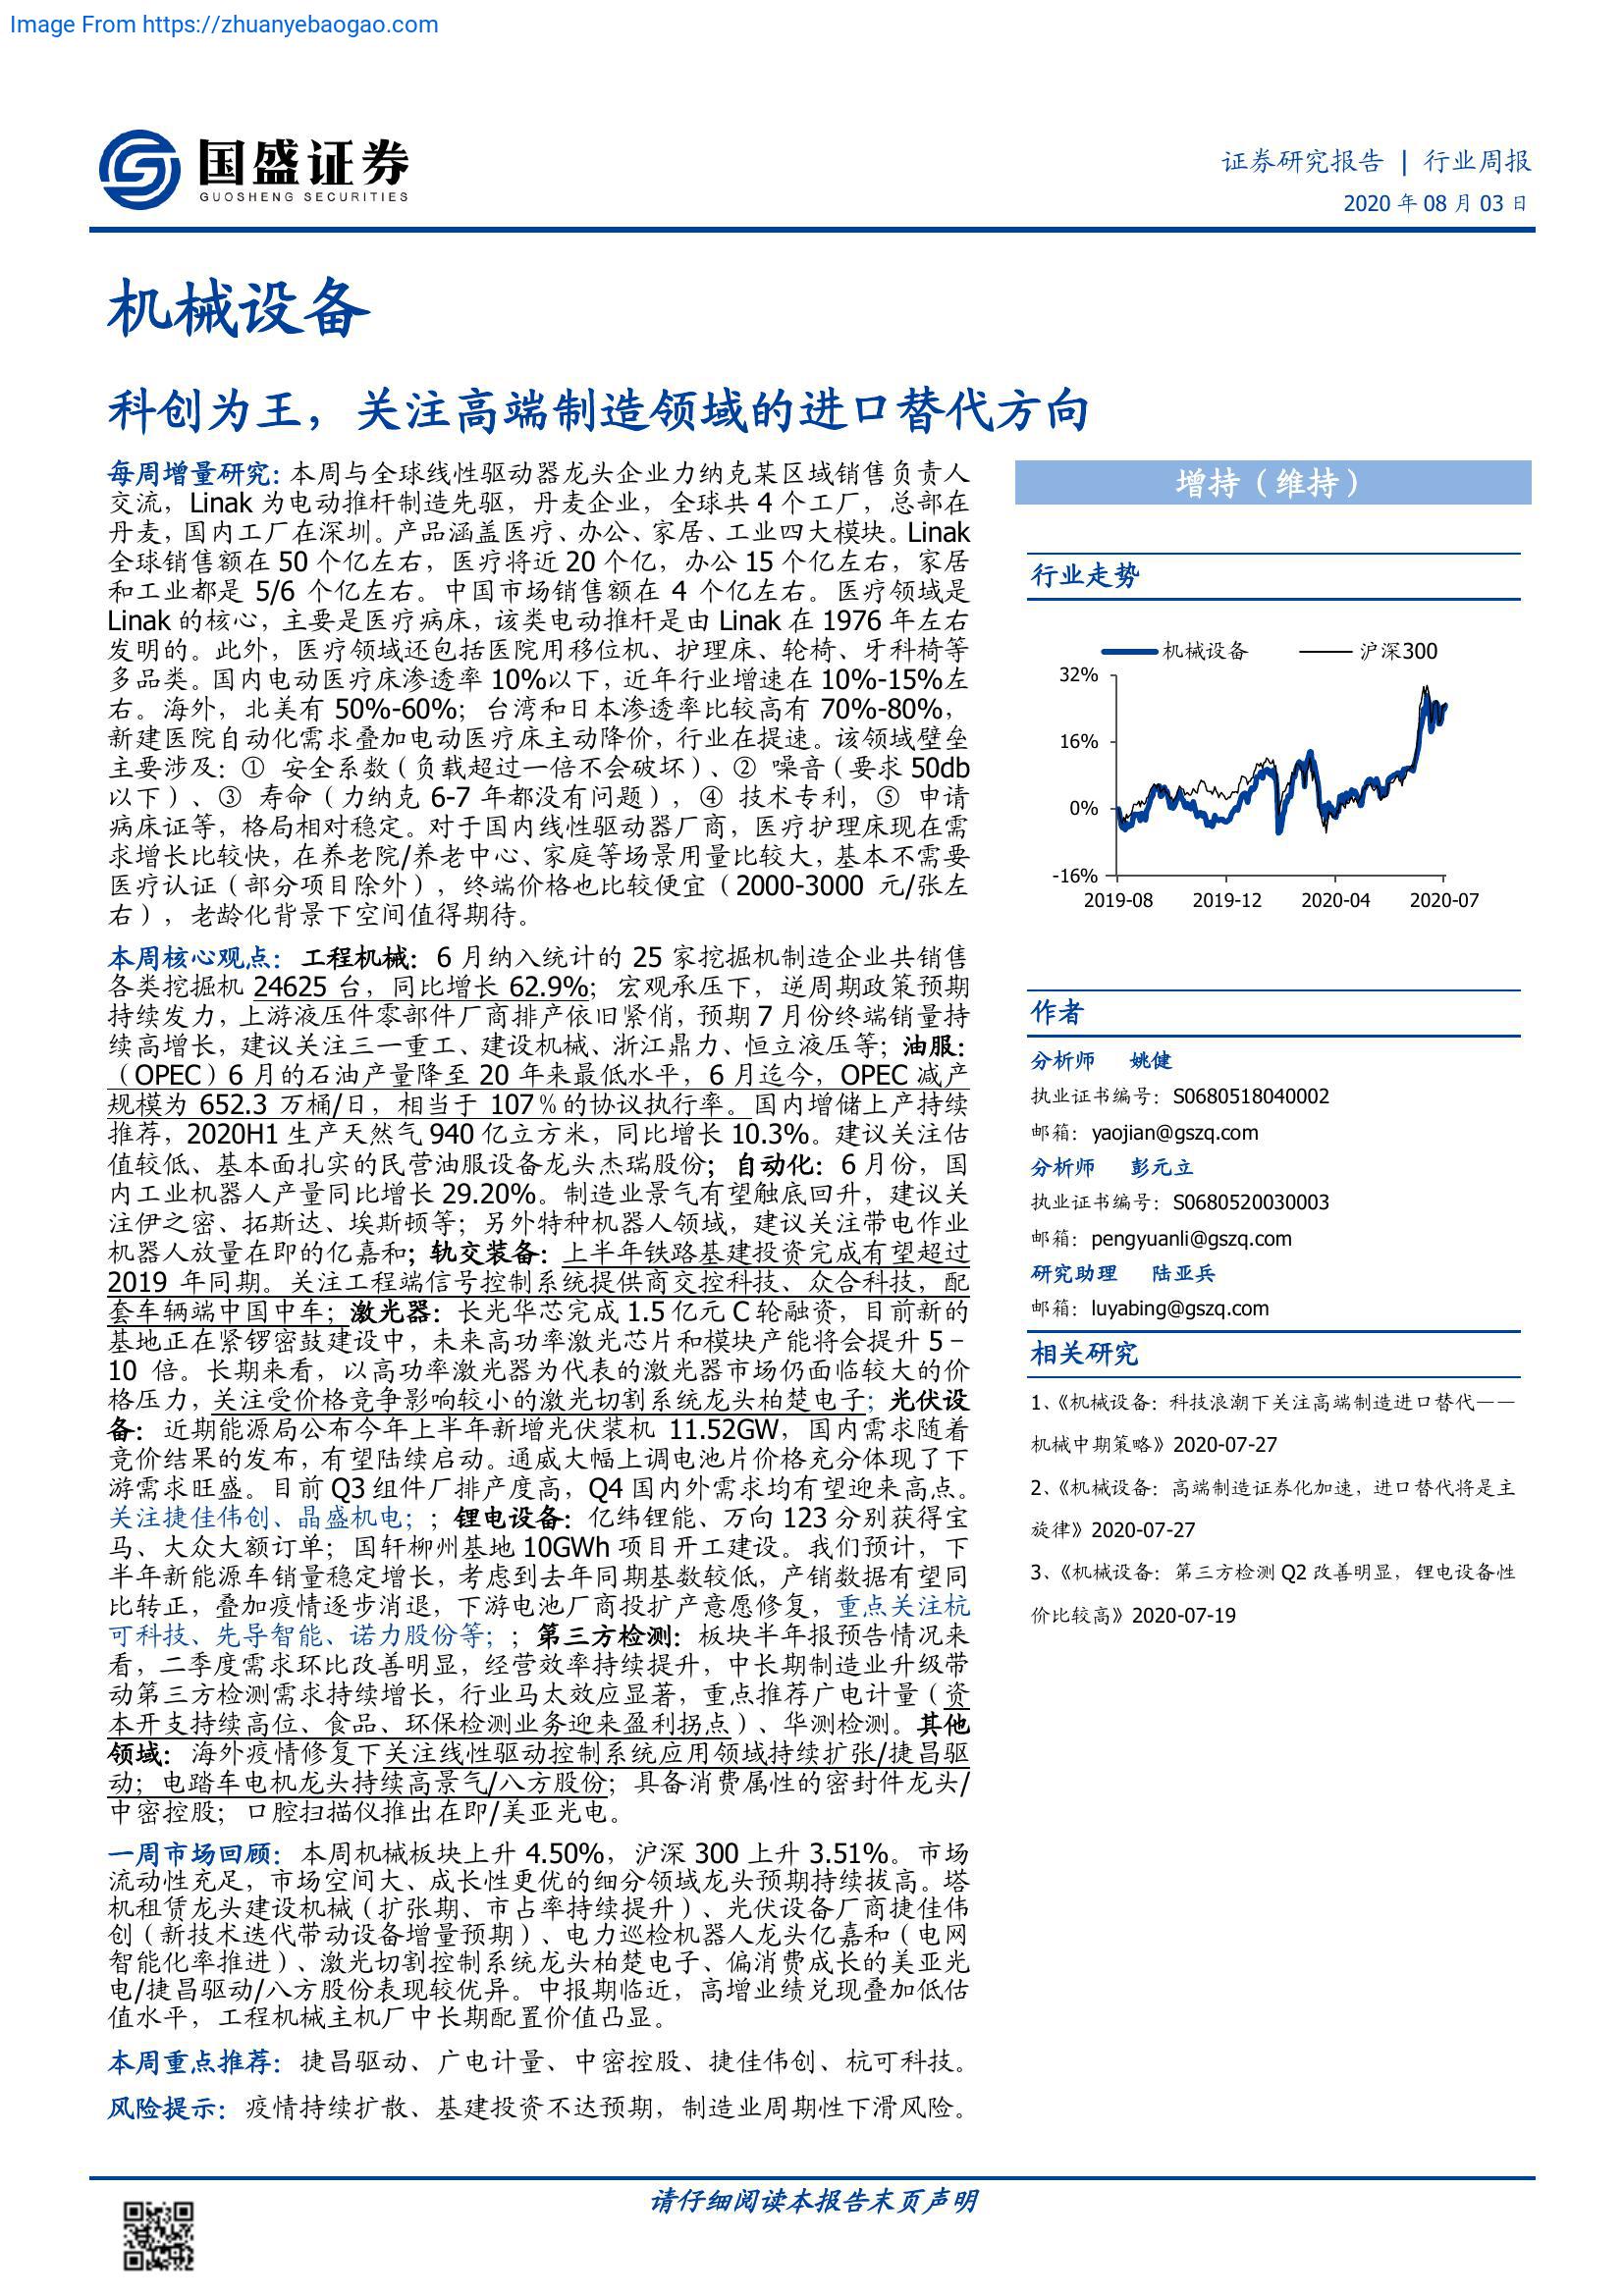 Image From https://zhuanyebaogao.com
国盛证券
GUOSHENG SECURITIES
证券研究报告 | 行业周报
2020 年 08 月 03 日
机械设备
科创为王，关注高端制造领域的进口替代方向
每周增量研究：本周与全球线性驱动器龙头企业力纳克某区域销售负责人
交流，Linak 为电动推杆制造先驱，丹麦企业，全球共 4 个工厂，总部在
丹麦，国内工厂在深圳。产品涵盖医疗、办公、家居、工业四大模块。Linak
全球销售额在 50 个亿左右，医疗将近 20 个亿，办公 15 个亿左右，家居
和工业都是 5/6 个亿左右。中国市场销售额在 4 个亿左右。医疗领域是
Linak 的核心，主要是医疗病床，该类电动推杆是由 Linak 在 1976 年左右
发明的。此外，医疗领域还包括医院用移位机、护理床、轮椅、牙科椅等
多品类。国内电动医疗床渗透率 10%以下，近年行业增速在 10%-15%左
右。海外，北美有 50%-60%；台湾和日本渗透率比较高有 70%-80%，
新建医院自动化需求叠加电动医疗床主动降价，行业在提速。该领域壁垒
主要涉及：① 安全系数（负载超过一倍不会破坏）、② 噪音（要求 50db
以下）、③ 寿命（力纳克 6-7 年都没有问题），④ 技术专利，⑤ 申请
病床证等，格局相对稳定。对于国内线性驱动器厂商，医疗护理床现在需
求增长比较快，在养老院/养老中心、家庭等场景用量比较大，基本不需要
医疗认证（部分项目除外），终端价格也比较便宜（2000-3000 元/张左
右），老龄化背景下空间值得期待。
本周核心观点：工程机械：6 月纳入统计的 25 家挖掘机制造企业共销售
各类挖掘机 24625 台，同比增长 62.9%；宏观承压下，逆周期政策预期
持续发力，上游液压件零部件厂商排产依旧紧俏，预期 7 月份终端销量持
续高增长，建议关注三一重工、建设机械、浙江鼎力、恒立液压等；油服：
（OPEC）6 月的石油产量降至 20 年来最低水平，6 月迄今，OPEC 减产
规模为 652.3 万桶/日，相当于 107％的协议执行率。国内增储上产持续
推荐，2020H1 生产天然气 940 亿立方米，同比增长 10.3%。建议关注估
值较低、基本面扎实的民营油服设备龙头杰瑞股份；自动化：6 月份，国
内工业机器人产量同比增长 29.20%。制造业景气有望触底回升，建议关
注伊之密、拓斯达、埃斯顿等；另外特种机器人领域，建议关注带电作业
机器人放量在即的亿嘉和；轨交装备：上半年铁路基建投资完成有望超过
2019 年同期。关注工程端信号控制系统提供商交控科技、众合科技，配
套车辆端中国中车；激光器：长光华芯完成 1.5 亿元 C 轮融资，目前新的
基地正在紧锣密鼓建设中，未来高功率激光芯片和模块产能将会提升 5－
10 倍。长期来看，以高功率激光器为代表的激光器市场仍面临较大的价
格压力，关注受价格竞争影响较小的激光切割系统龙头柏楚电子；光伏设
备：近期能源局公布今年上半年新增光伏装机 11.52GW，国内需求随着
竞价结果的发布，有望陆续启动。通威大幅上调电池片价格充分体现了下
游需求旺盛。目前 Q3 组件厂排产度高，Q4 国内外需求均有望迎来高点。
关注捷佳伟创、晶盛机电；；锂电设备：亿纬锂能、万向 123 分别获得宝
马、大众大额订单；国轩柳州基地 10GWh 项目开工建设。我们预计，下
半年新能源车销量稳定增长，考虑到去年同期基数较低，产销数据有望同
比转正，叠加疫情逐步消退，下游电池厂商投扩产意愿修复，重点关注杭
可科技、先导智能、诺力股份等；；第三方检测：板块半年报预告情况来
看，二季度需求环比改善明显，经营效率持续提升，中长期制造业升级带
动第三方检测需求持续增长，行业马太效应显著，重点推荐广电计量（资
本开支持续高位、食品、环保检测业务迎来盈利拐点）、华测检测。其他
领域：海外疫情修复下关注线性驱动控制系统应用领域持续扩张/捷昌驱
动；电踏车电机龙头持续高景气/八方股份；具备消费属性的密封件龙头/
中密控股；口腔扫描仪推出在即/美亚光电。
一周市场回顾：本周机械板块上升 4.50%，沪深 300 上升 3.51%。市场
流动性充足，市场空间大、成长性更优的细分领域龙头预期持续拔高。塔
机租赁龙头建设机械（扩张期、市占率持续提升）、光伏设备厂商捷佳伟
创（新技术迭代带动设备增量预期）、电力巡检机器人龙头亿嘉和（电网
智能化率推进）、激光切割控制系统龙头柏楚电子、偏消费成长的美亚光
电/捷昌驱动/八方股份表现较优异。中报期临近，高增业绩兑现叠加低估
值水平，工程机械主机厂中长期配置价值凸显。
本周重点推荐：捷昌驱动、广电计量、中密控股、捷佳伟创、杭可科技。
风险提示：疫情持续扩散、基建投资不达预期，制造业周期性下滑风险。
增持（维持）
行业走势
机械设备 沪深300
32%
16%
0%
-16%
2019-08 2019-12 2020-04 2020-07
作者
分析师 姚健
执业证书编号：S0680518040002
邮箱：yaojian@gszq.com
分析师 彭元立
执业证书编号：S0680520030003
邮箱：pengyuanli@gszq.com
研究助理 陆亚兵
邮箱：luyabing@gszq.com
相关研究
1、《机械设备：科技浪潮下关注高端制造进口替代——
机械中期策略》2020-07-27
2、《机械设备：高端制造证券化加速，进口替代将是主
旋律》2020-07-27
3、《机械设备：第三方检测 Q2 改善明显，锂电设备性
价比较高》2020-07-19
请仔细阅读本报告末页声明